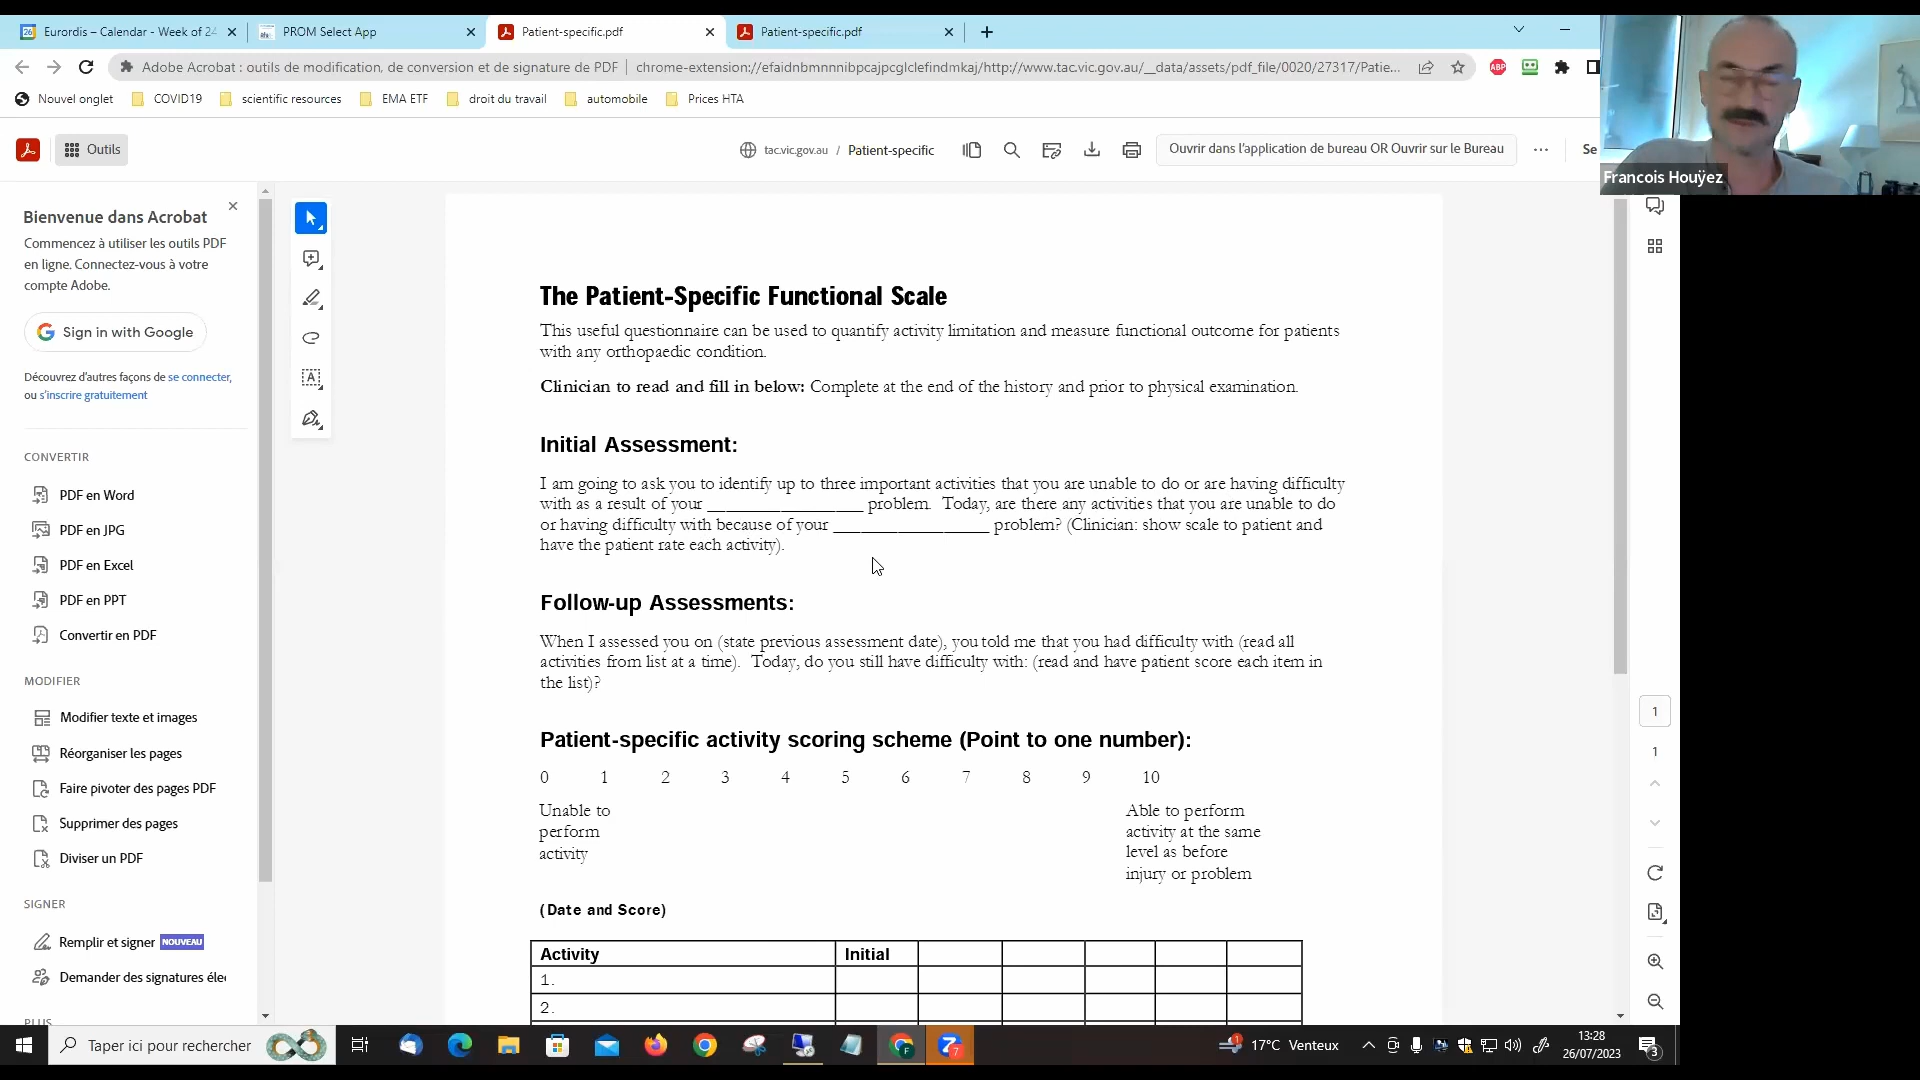 Eurordis – Calendar - Week of 24
PROM Select App
Patient-specific.pdf
Patient-specific.pdf
Adobe Acrobat : outils de modification, de conversion et de signature de PDF
chrome-extension://efaidnbmnnnibpcajpcglclefindmkaj/http://www.tac.vic.gov.au/__data/assets/pdf_file/0020/27317/Patie...
ABP
Nouvel onglet
COVID19
scientific resources
EMA ETF
droit du travail
automobile
Prices HTA
Outils
tac.vic.gov.au / Patient-specific
Ouvrir dans l'application de bureau OR Ouvrir sur le Bureau
Se
Francois Houÿez
Bienvenue dans Acrobat
Commencez à utiliser les outils PDF
en ligne. Connectez-vous à votre
compte Adobe.
Sign in with Google
Découvrez d'autres façons de se connecter,
ou s'inscrire gratuitement
CONVERTIR
PDF en Word
PDF en JPG
PDF en Excel
PDF en PPT
Convertir en PDF
MODIFIER
Modifier texte et images
Réorganiser les pages
Faire pivoter des pages PDF
Supprimer des pages
Diviser un PDF
SIGNER
Remplir et signer NOUVEAU
Demander des signatures élec
PLUS
The Patient-Specific Functional Scale
This useful questionnaire can be used to quantify activity limitation and measure functional outcome for patients
with any orthopaedic condition.
Clinician to read and fill in below: Complete at the end of the history and prior to physical examination.
Initial Assessment:
I am going to ask you to identify up to three important activities that you are unable to do or are having difficulty
with as a result of your _________________ problem. Today, are there any activities that you are unable to do
or having difficulty with because of your _________________ problem? (Clinician: show scale to patient and
have the patient rate each activity).
Follow-up Assessments:
When I assessed you on (state previous assessment date), you told me that you had difficulty with (read all
activities from list at a time). Today, do you still have difficulty with: (read and have patient score each item in
the list)?
Patient-specific activity scoring scheme (Point to one number):
0 1 2 3 4 5 6 7 8 9 10
Unable to
perform
activity
Able to perform
activity at the same
level as before
injury or problem
(Date and Score)
Activity Initial
1.
2.
1
1
Taper ici pour rechercher
17°C Venteux
13:28
26/07/2023
3